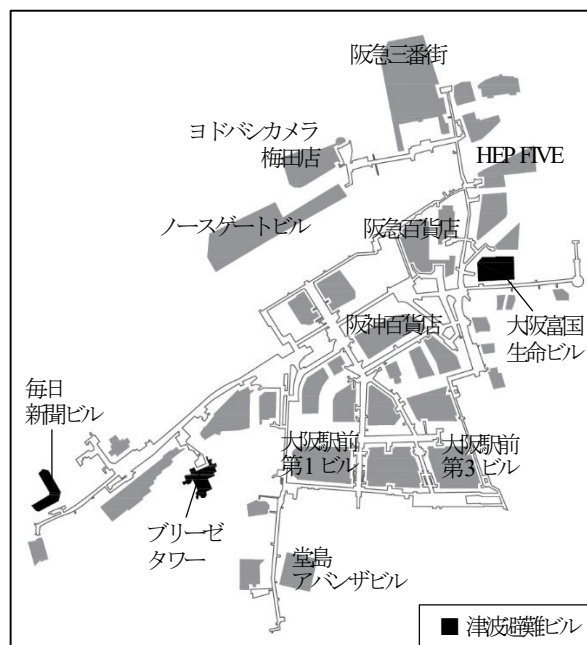 阪急三番街
ヨドバシカメラ
梅田店
HEP FIVE
ノースゲートビル
阪急百貨店
阪神百貨店
大阪富国
生命ビル
毎日
新聞ビル
大阪駅前
第1ビル
大阪駅前
第3ビル
ブリーゼ
タワー
堂島
アバンザビル
■ 津波避難ビル